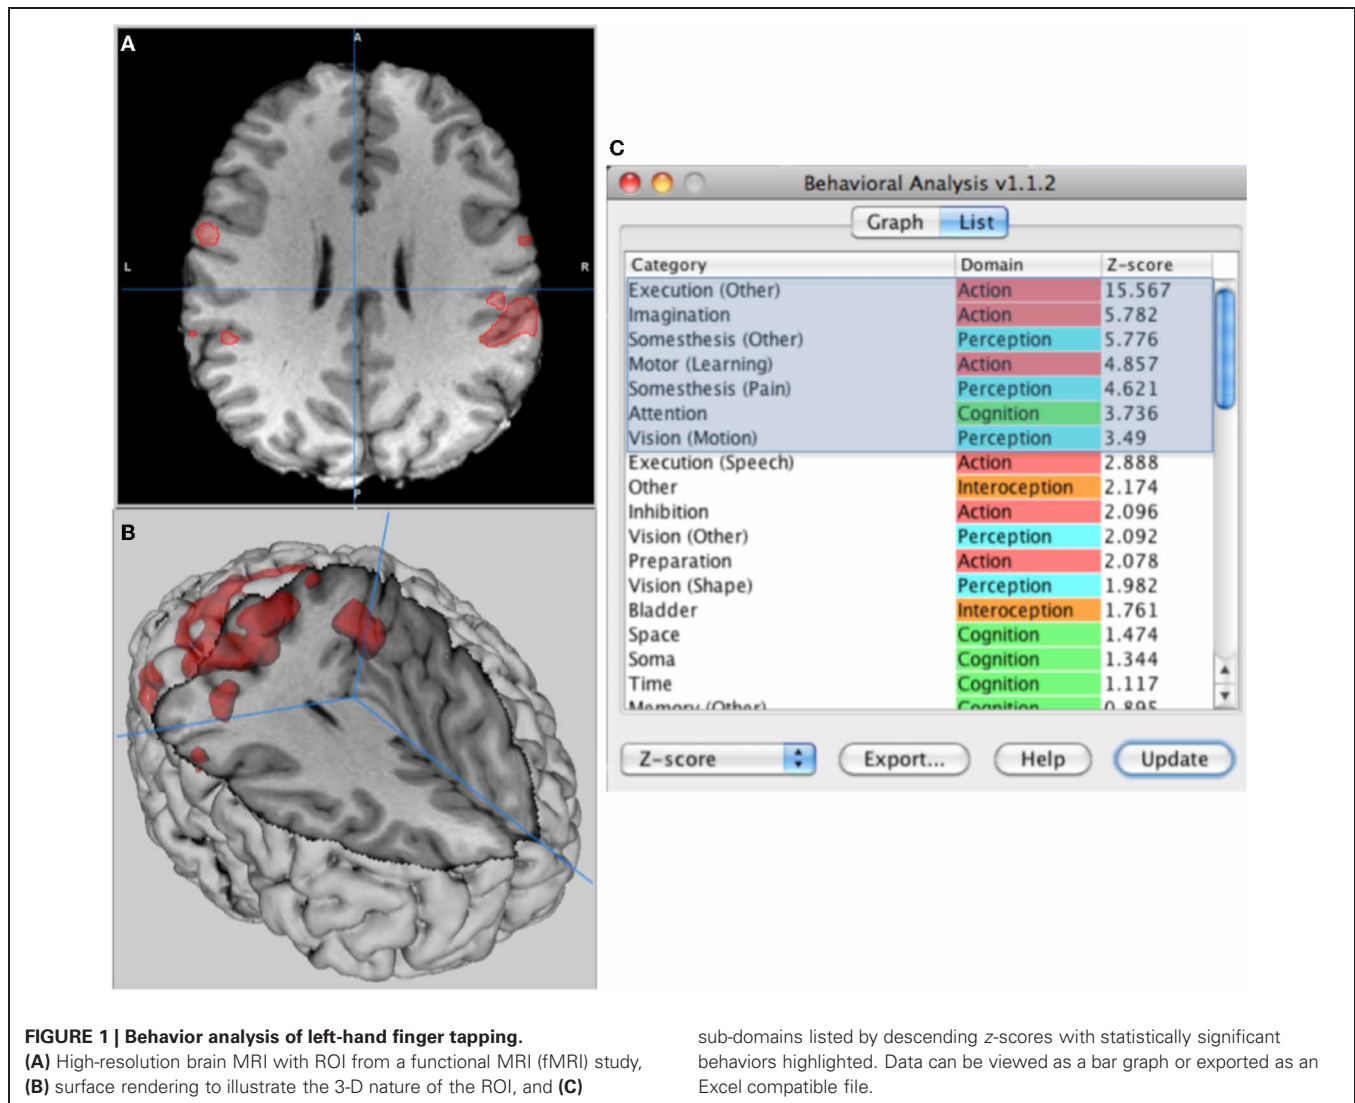 A
A
L
R
P
B
C
Behavioral Analysis v1.1.2
Graph List
Category Domain Z-score
Execution (Other) Action 15.567
Imagination Action 5.782
Somesthesis (Other) Perception 5.776
Motor (Learning) Action 4.857
Somesthesis (Pain) Perception 4.621
Attention Cognition 3.736
Vision (Motion) Perception 3.49
Execution (Speech) Action 2.888
Other Interoception 2.174
Inhibition Action 2.096
Vision (Other) Perception 2.092
Preparation Action 2.078
Vision (Shape) Perception 1.982
Bladder Interoception 1.761
Space Cognition 1.474
Soma Cognition 1.344
Time Cognition 1.117
Memory (Other) Cognition 0.895
Z-score Export... Help Update
FIGURE 1 | Behavior analysis of left-hand finger tapping.
(A) High-resolution brain MRI with ROI from a functional MRI (fMRI) study,
(B) surface rendering to illustrate the 3-D nature of the ROI, and (C)
sub-domains listed by descending z-scores with statistically significant
behaviors highlighted. Data can be viewed as a bar graph or exported as an
Excel compatible file.